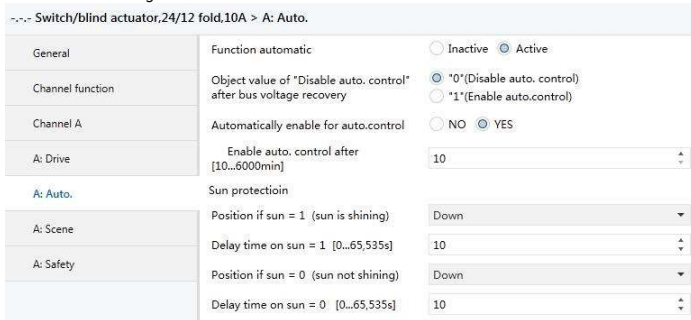 -.-.- Switch/blind actuator,24/12 fold,10A > A: Auto.
General
Channel function
Channel A
A: Drive
A: Auto.
A: Scene
A: Safety
Function automatic
Inactive Active
Object value of "Disable auto. control"
after bus voltage recovery
"0"(Disable auto. control)
"1"(Enable auto.control)
Automatically enable for auto.control
NO YES
Enable auto. control after
[10...6000min]
10
Sun protectioin
Position if sun = 1 (sun is shining)
Down
Delay time on sun = 1 [0...65,535s]
10
Position if sun = 0 (sun not shining)
Down
Delay time on sun = 0 [0...65,535s]
10